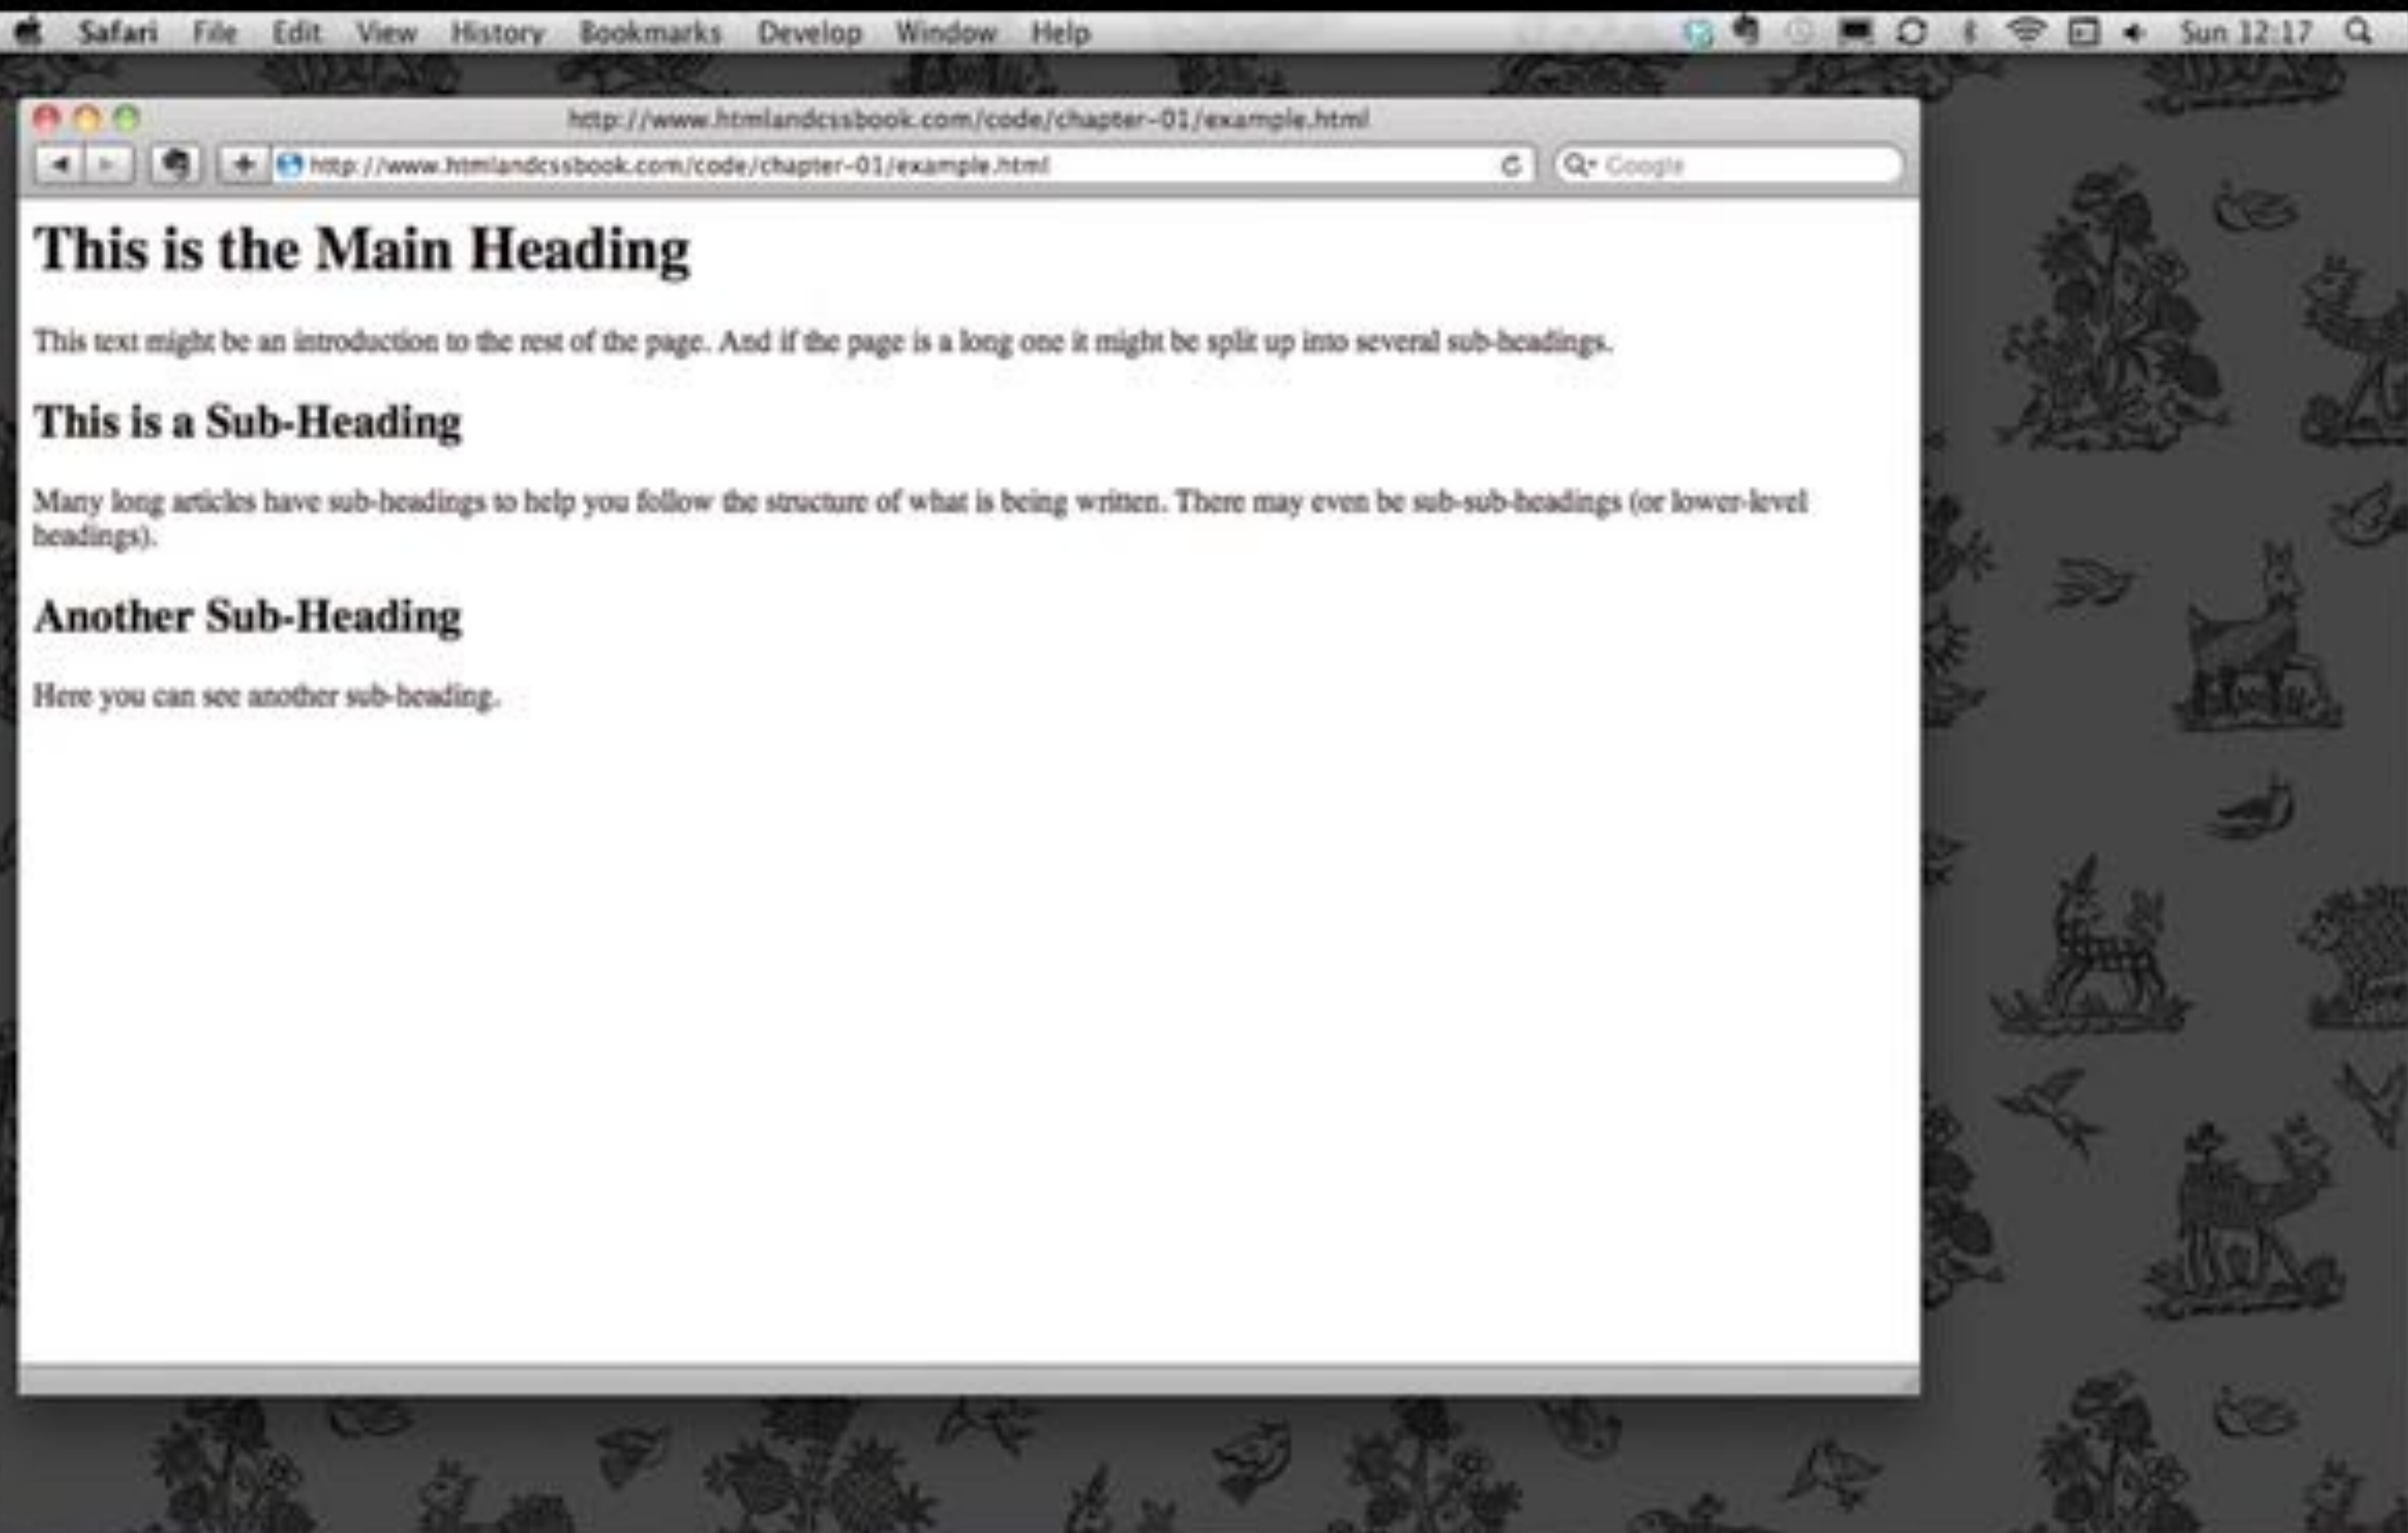 Safari File Edit View History Bookmarks Develop Window Help Sun 12:17
http://www.htmlandcssbook.com/code/chapter-01/example.html
http://www.htmlandcssbook.com/code/chapter-01/example.html Google
This is the Main Heading
This text might be an introduction to the rest of the page. And if the page is a long one it might be split up into several sub-headings.
This is a Sub-Heading
Many long articles have sub-headings to help you follow the structure of what is being written. There may even be sub-sub-headings (or lower-level
headings).
Another Sub-Heading
Here you can see another sub-heading.